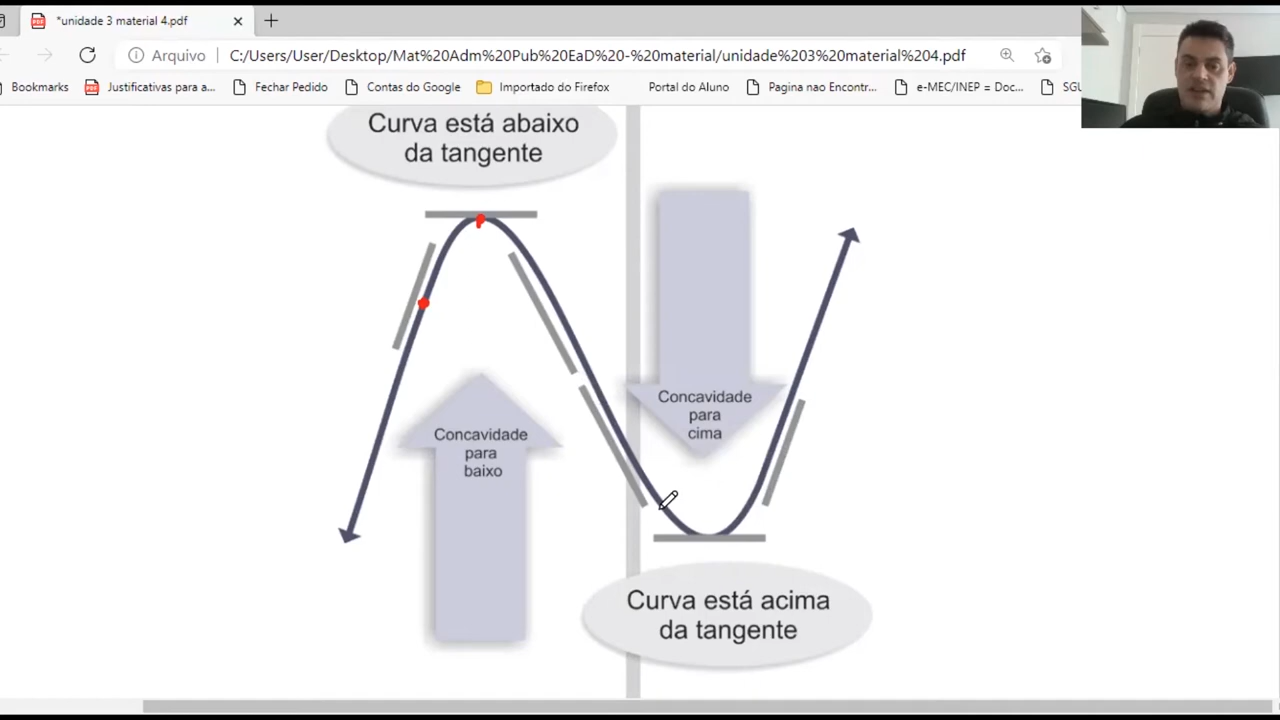 *unidade 3 material 4.pdf
Arquivo
C:/Users/User/Desktop/Mat%20Adm%20Pub%20EaD%20-%20material/unidade%203%20material%204.pdf
Bookmarks
Justificativas para a...
Fechar Pedido
Contas do Google
Importado do Firefox
Portal do Aluno
Pagina nao Encontr...
e-MEC/INEP = Doc...
SGU
Curva está abaixo
da tangente
Concavidade
para
cima
Concavidade
para
baixo
Curva está acima
da tangente